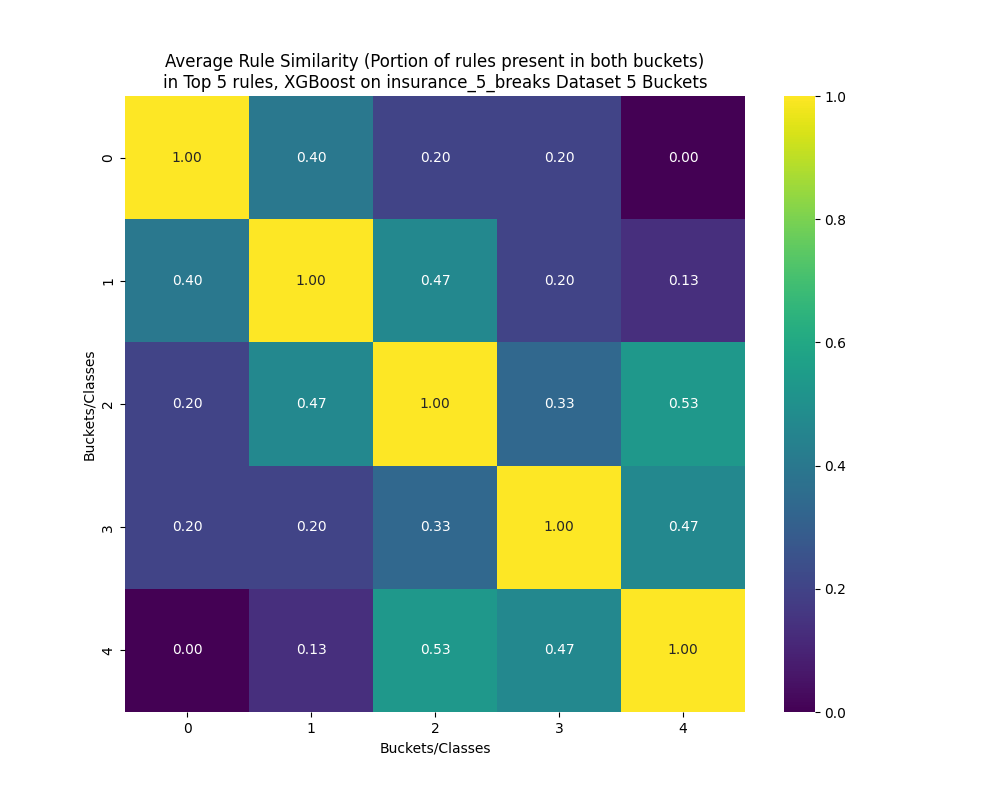 Average Rule Similarity (Portion of rules present in both buckets)
in Top 5 rules, XGBoost on insurance_5_breaks Dataset 5 Buckets
Buckets/Classes
0 1.00 0.40 0.20 0.20 0.00
1 0.40 1.00 0.47 0.20 0.13
2 0.20 0.47 1.00 0.33 0.53
3 0.20 0.20 0.33 1.00 0.47
4 0.00 0.13 0.53 0.47 1.00
0 1 2 3 4
Buckets/Classes
1.0
0.8
0.6
0.4
0.2
0.0